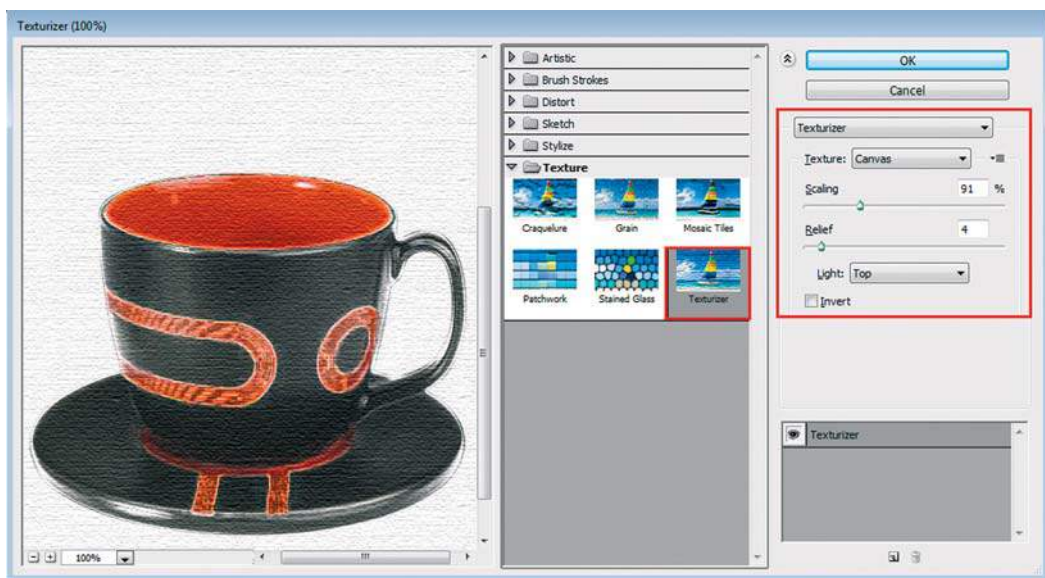 Texturizer (100%)
Artistic
Brush Strokes
Distort
Sketch
Stylize
Texture
Craquelure
Grain
Mosaic Tiles
Patchwork
Stained Glass
Texturizer
100%
OK
Cancel
Texturizer
Texture: Canvas
Scaling 91 %
Relief 4
Light: Top
Invert
Texturizer